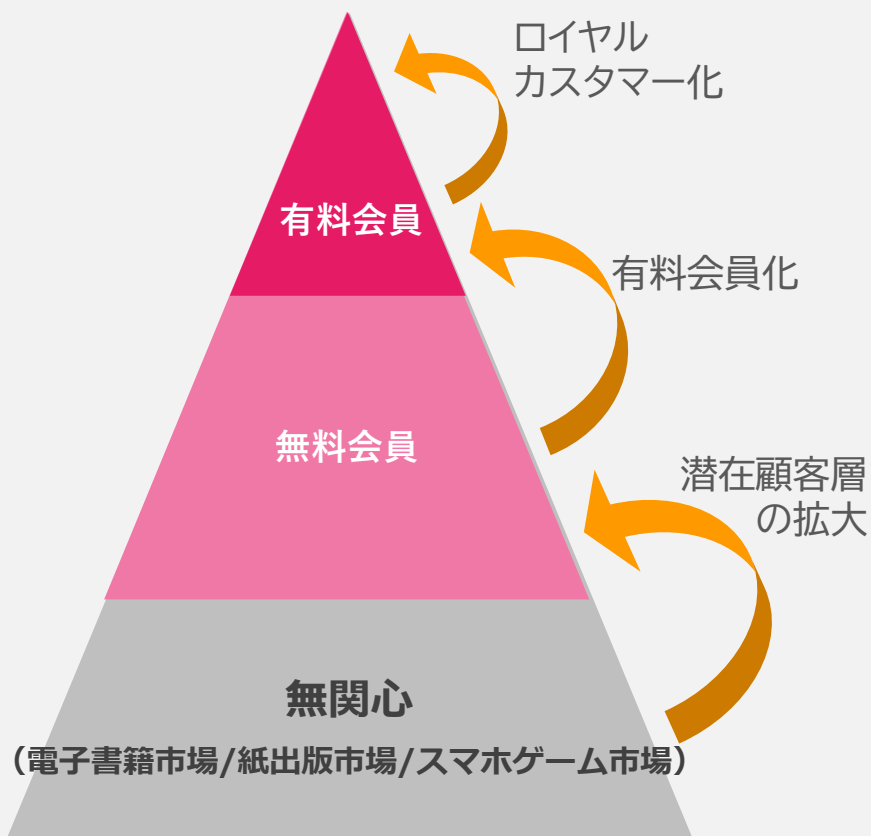 ロイヤル
カスタマー化
有料会員
有料会員化
無料会員
潜在顧客層
の拡大
無関心
（電子書籍市場/紙出版市場/スマホゲーム市場）